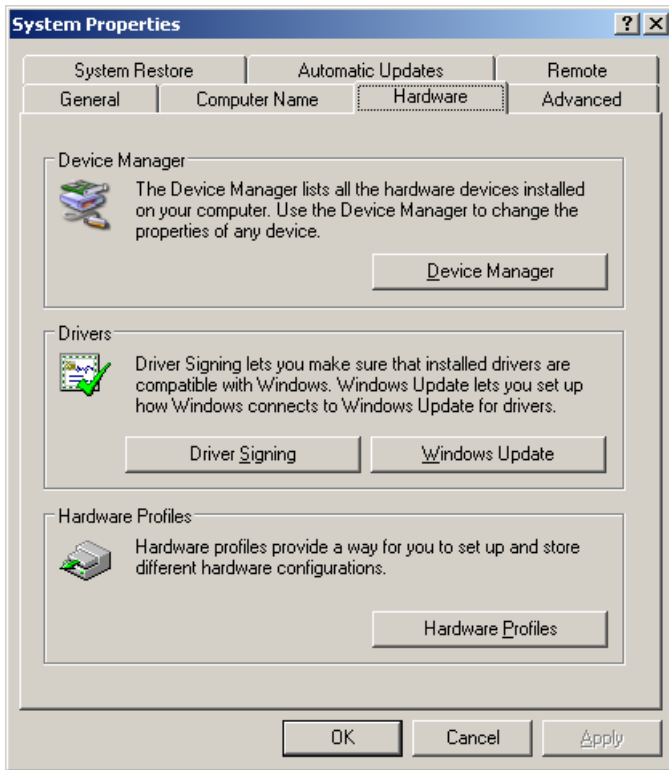 System Properties
System Restore
Automatic Updates
Remote
General
Computer Name
Hardware
Advanced
Device Manager
The Device Manager lists all the hardware devices installed
on your computer. Use the Device Manager to change the
properties of any device.
Device Manager
Drivers
Driver Signing lets you make sure that installed drivers are
compatible with Windows. Windows Update lets you set up
how Windows connects to Windows Update for drivers.
Driver Signing
Windows Update
Hardware Profiles
Hardware profiles provide a way for you to set up and store
different hardware configurations.
Hardware Profiles
OK
Cancel
Apply